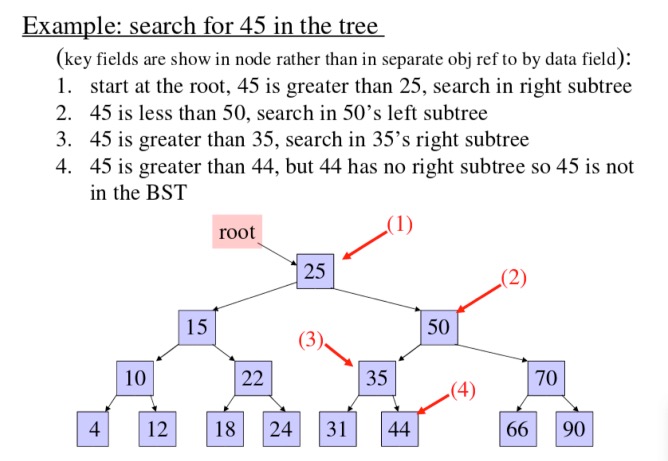 Example: search for 45 in the tree
(key fields are show in node rather than in separate obj ref to by data field):
1. start at the root, 45 is greater than 25, search in right subtree
2. 45 is less than 50, search in 50's left subtree
3. 45 is greater than 35, search in 35's right subtree
4. 45 is greater than 44, but 44 has no right subtree so 45 is not
in the BST
root
(1)
25
(2)
15
50
(3)
10
22
35
(4)
70
4
12
18
24
31
44
66
90